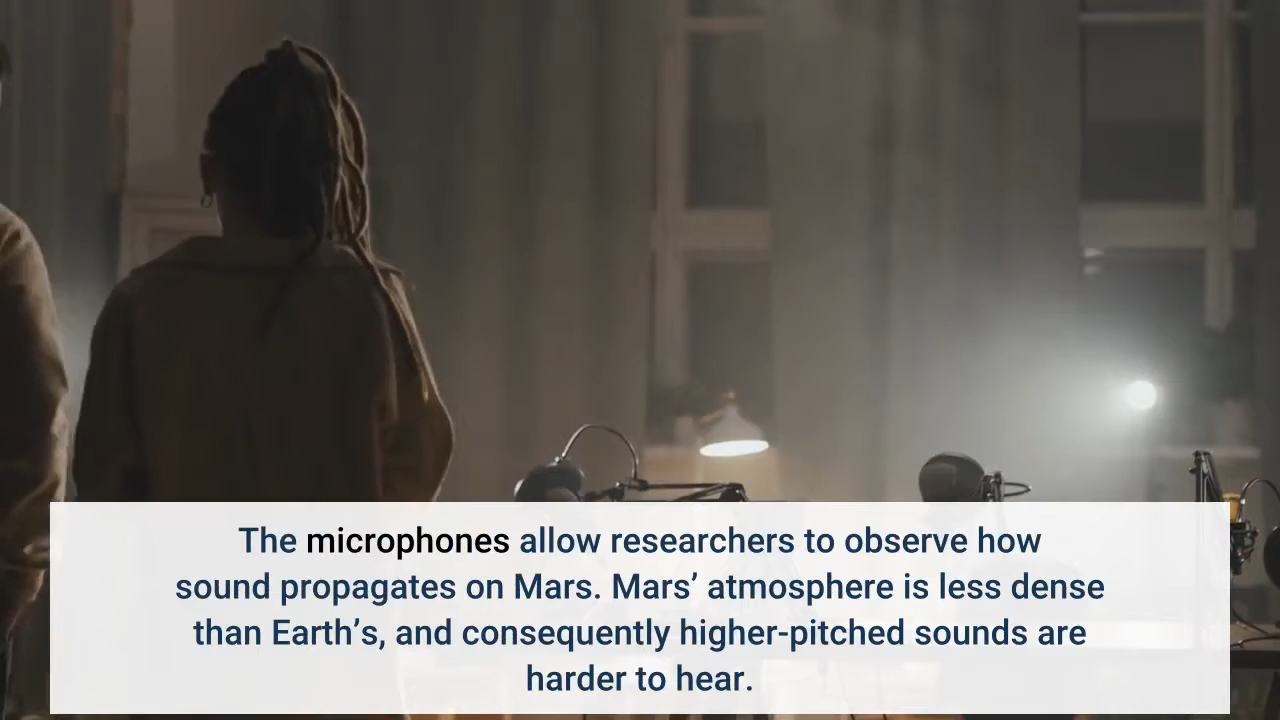 The microphones allow researchers to observe how
sound propagates on Mars. Mars’ atmosphere is less dense
than Earth’s, and consequently higher-pitched sounds are
harder to hear.